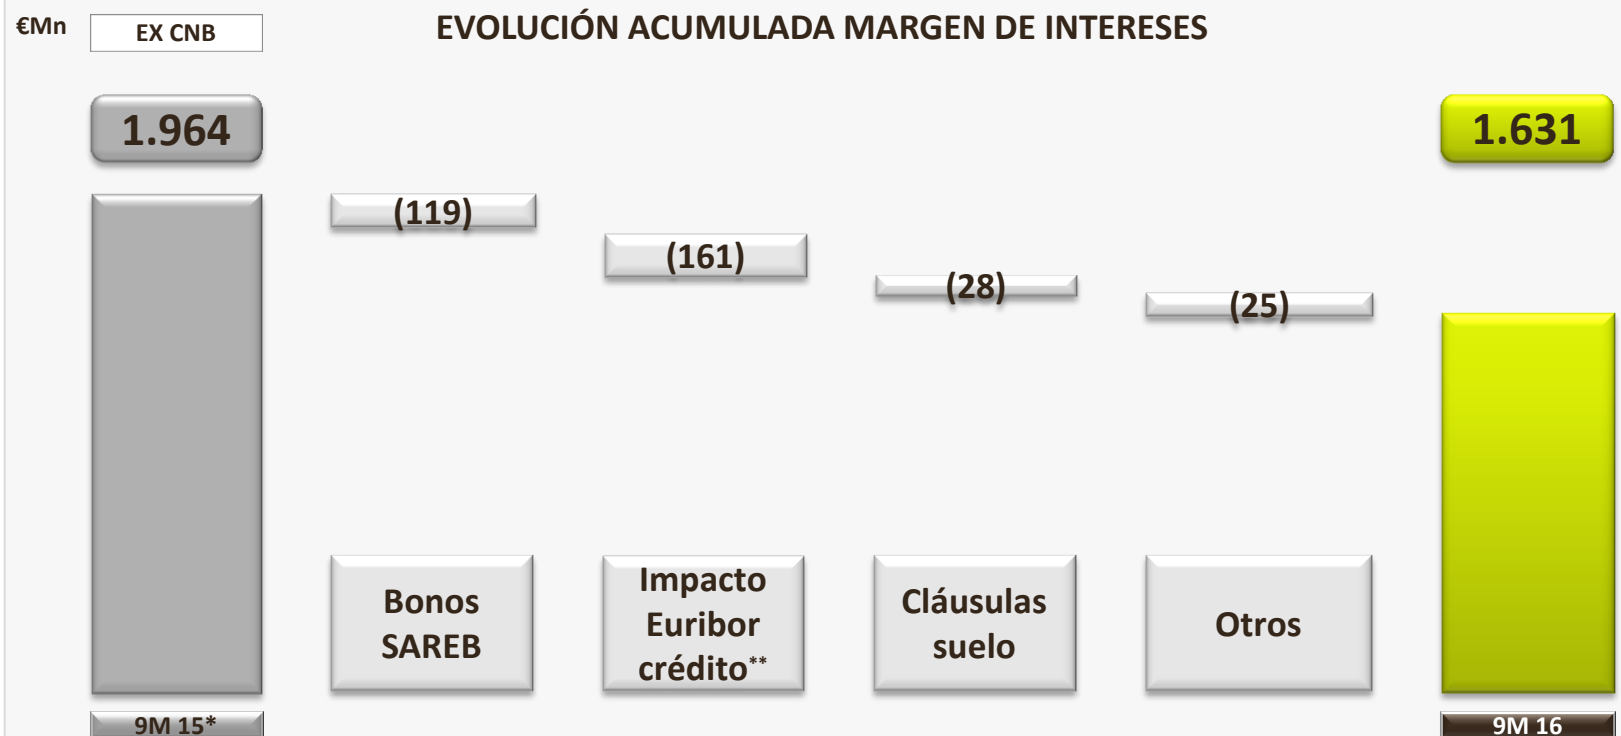 €Mn
EX CNB
EVOLUCIÓN ACUMULADA MARGEN DE INTERESES
1.964
1.631
(119)
(161)
(28)
(25)
Bonos
SAREB
Impacto
Euribor
crédito**
Cláusulas
suelo
Otros
9M 15*
9M 16